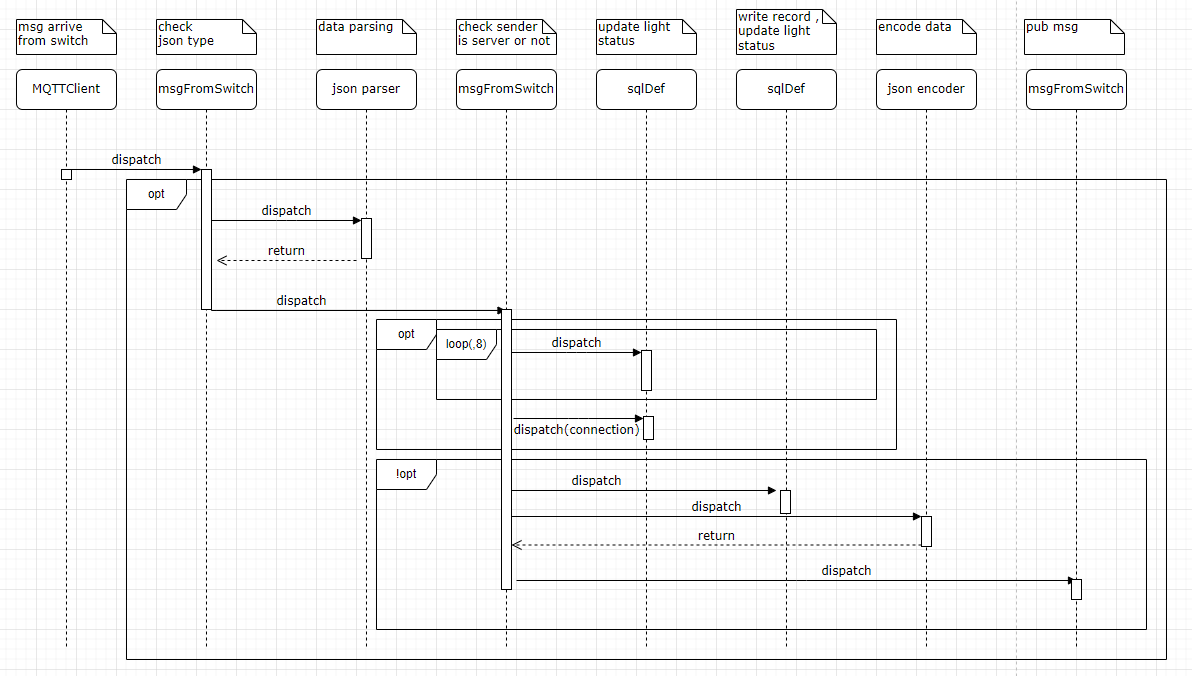 msg arrive
from switch
check
json type
data parsing
check sender
is server or not
update light
status
write record ,
update light
status
encode data
pub msg
MQTTClient
msgFromSwitch
json parser
msgFromSwitch
sqlDef
sqlDef
json encoder
msgFromSwitch
dispatch
opt
dispatch
return
dispatch
opt
loop(,8)
dispatch
dispatch(connection)
!opt
dispatch
dispatch
return
dispatch